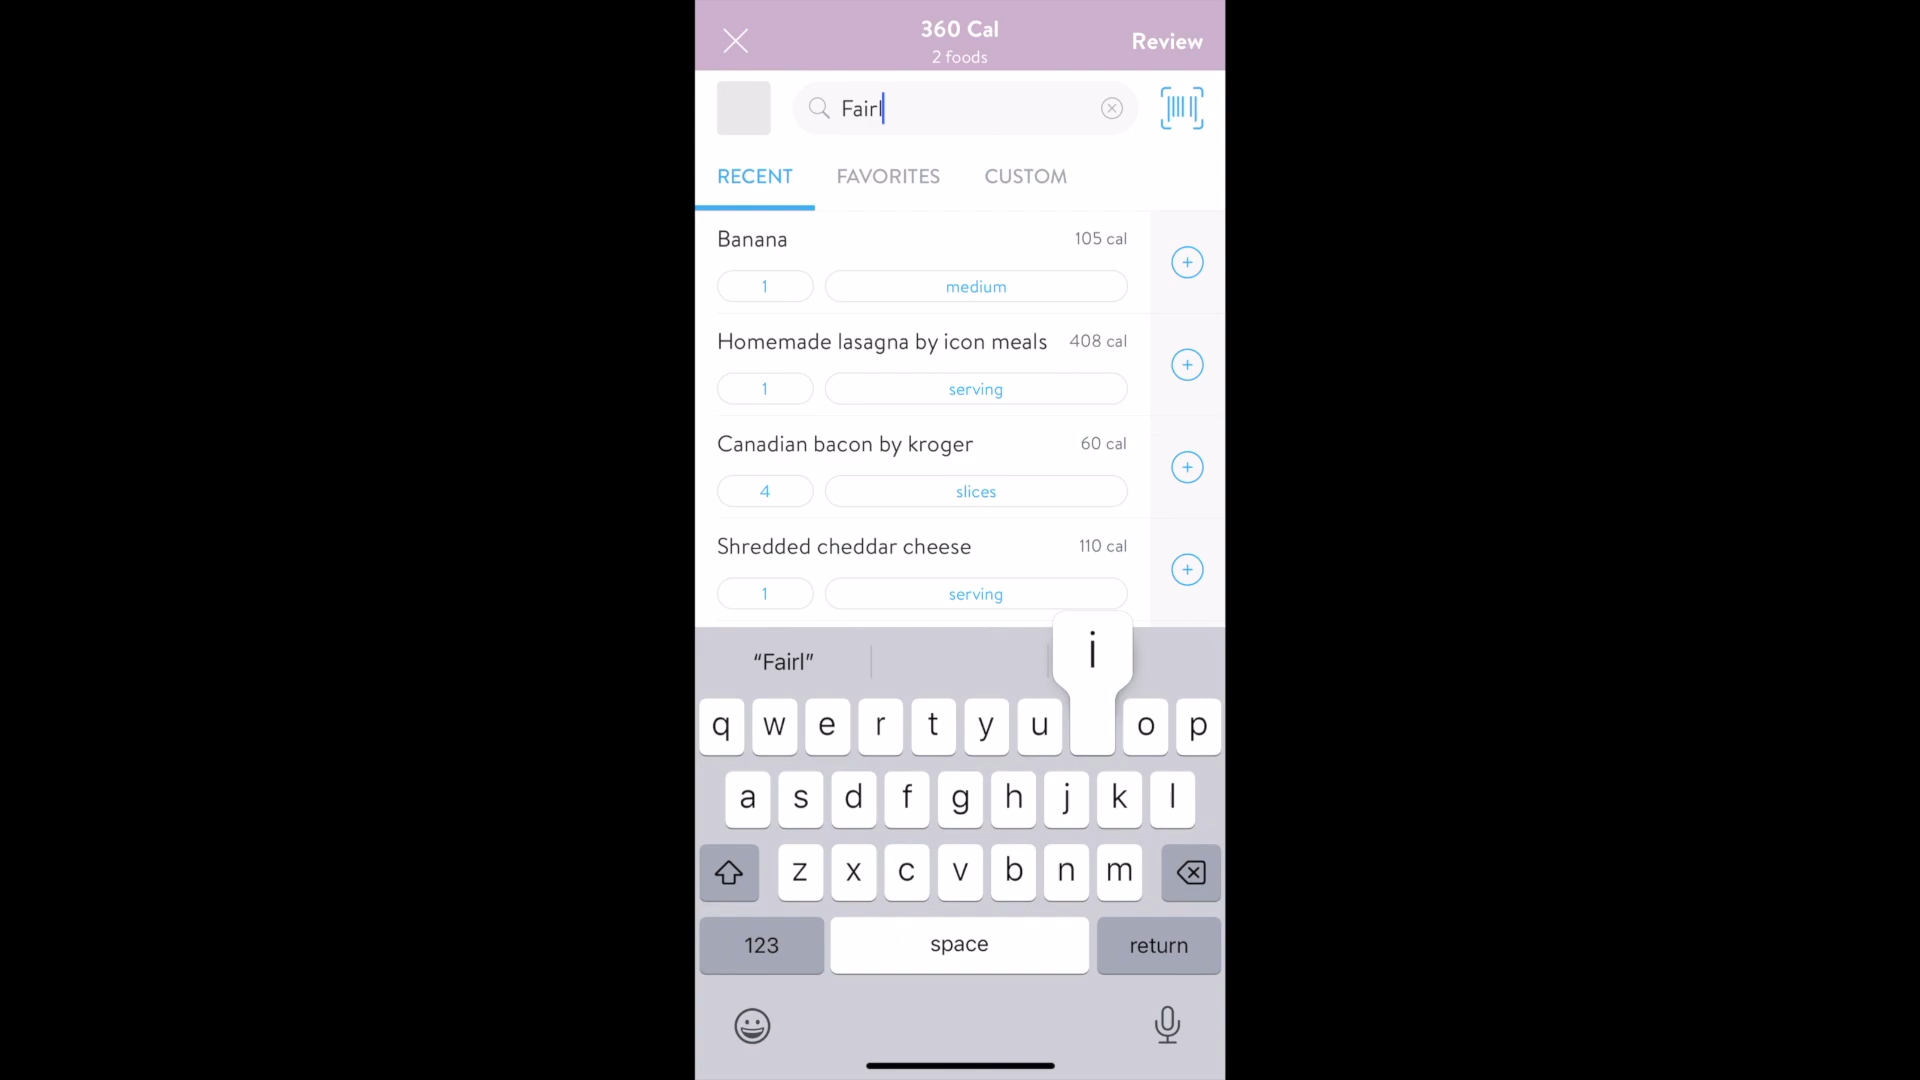 360 Cal
2 foods
Review
Fairl
RECENT FAVORITES CUSTOM
Banana 105 cal
1 medium
Homemade lasagna by icon meals 408 cal
1 serving
Canadian bacon by kroger 60 cal
4 slices
Shredded cheddar cheese 110 cal
1 serving
“Fairl”
i
q w e r t y u o p
a s d f g h j k l
z x c v b n m
123 space return